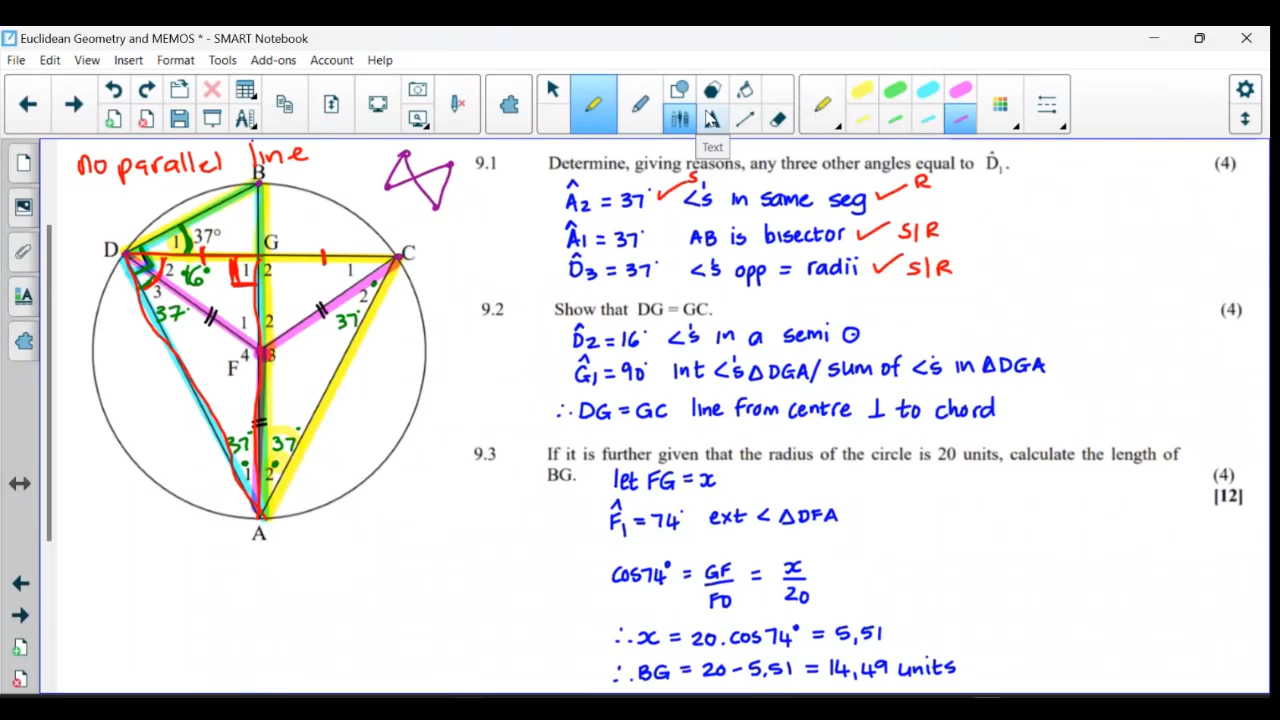 Euclidean Geometry and MEMOS * - SMART Notebook
File Edit View Insert Format Tools Add-ons Account Help
Text
no parallel line
B
D
1
37°
G
C
2
16°
1
2
1
3
37°
2
37°
1
2
4
3
F
37°
37°
1
2
A
9.1 Determine, giving reasons, any three other angles equal to D̂₁. (4)
Â₂ = 37° S <'s in same seg R
Â₁ = 37° AB is bisector S|R
D̂₃ = 37° <'s opp = radii S|R
9.2 Show that DG = GC. (4)
D̂₂ = 16° <'s in a semi ⊙
Ĝ₁ = 90° Int <'s ΔDGA/ sum of <'s in ΔDGA
∴ DG = GC line from centre ⊥ to chord
9.3 If it is further given that the radius of the circle is 20 units, calculate the length of
BG. (4)
let FG = x
[12]
F̂₁ = 74° ext < ΔDFA
cos74° = GF/FD = x/20
∴ x = 20.cos74° = 5,51
∴ BG = 20 - 5,51 = 14,49 units